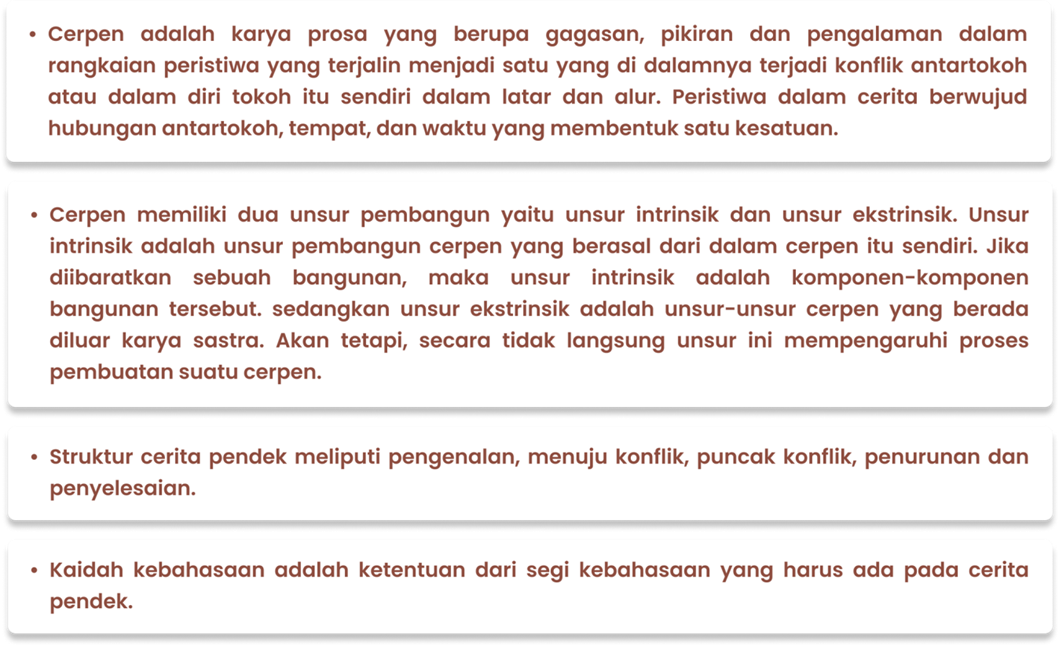 • Cerpen adalah karya prosa yang berupa gagasan, pikiran dan pengalaman dalam
rangkaian peristiwa yang terjalin menjadi satu yang di dalamnya terjadi konflik antartokoh
atau dalam diri tokoh itu sendiri dalam latar dan alur. Peristiwa dalam cerita berwujud
hubungan antartokoh, tempat, dan waktu yang membentuk satu kesatuan.
• Cerpen memiliki dua unsur pembangun yaitu unsur intrinsik dan unsur ekstrinsik. Unsur
intrinsik adalah unsur pembangun cerpen yang berasal dari dalam cerpen itu sendiri. Jika
diibaratkan sebuah bangunan, maka unsur intrinsik adalah komponen-komponen
bangunan tersebut. sedangkan unsur ekstrinsik adalah unsur-unsur cerpen yang berada
diluar karya sastra. Akan tetapi, secara tidak langsung unsur ini mempengaruhi proses
pembuatan suatu cerpen.
• Struktur cerita pendek meliputi pengenalan, menuju konflik, puncak konflik, penurunan dan
penyelesaian.
• Kaidah kebahasaan adalah ketentuan dari segi kebahasaan yang harus ada pada cerita
pendek.